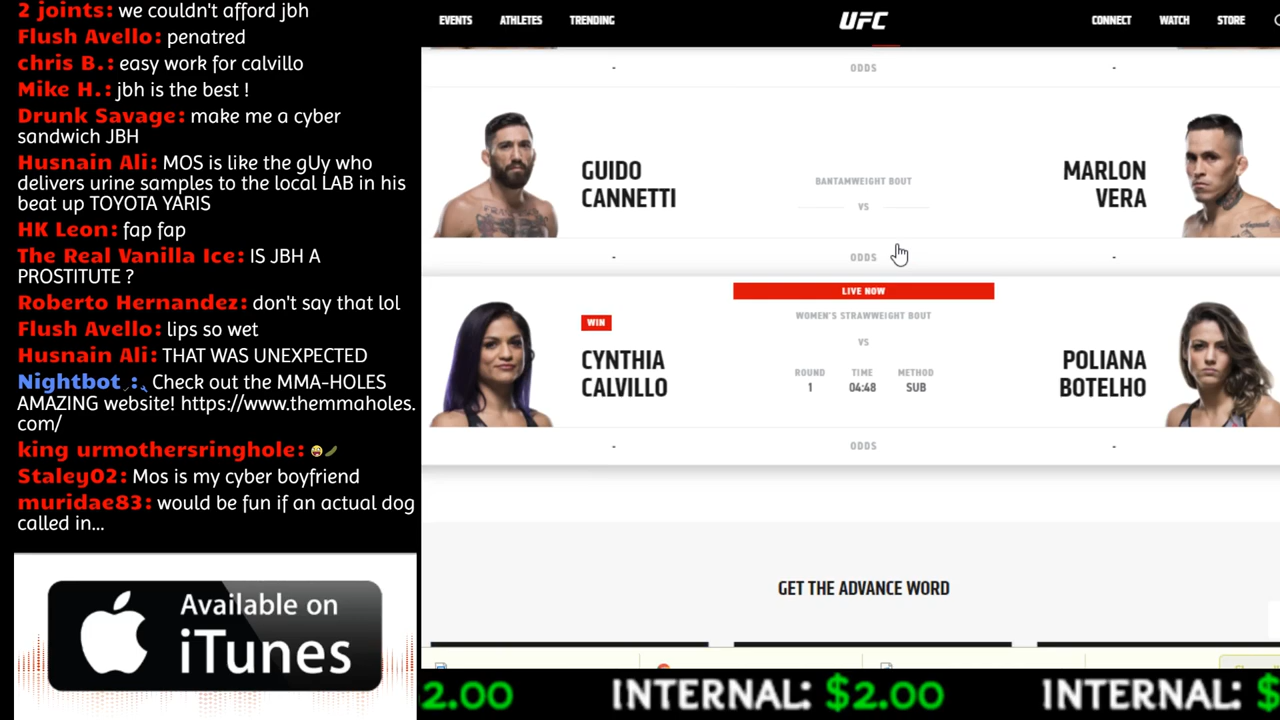 2 joints: we couldn't afford jbh
Flush Avello: penatred
chris B.: easy work for calvillo
Mike H.: jbh is the best !
Drunk Savage: make me a cyber
sandwich JBH
Husnain Ali: MOS is like the gUy who
delivers urine samples to the local LAB in his
beat up TOYOTA YARIS
HK Leon: fap fap
The Real Vanilla Ice: IS JBH A
PROSTITUTE ?
Roberto Hernandez: don't say that lol
Flush Avello: lips so wet
Husnain Ali: THAT WAS UNEXPECTED
Nightbot : Check out the MMA-HOLES
AMAZING website! https://www.themmaholes.
com/
king urmothersringhole:
Staley02: Mos is my cyber boyfriend
muridae83: would be fun if an actual dog
called in...
Available on
iTunes
EVENTS ATHLETES TRENDING UFC CONNECT WATCH STORE
- ODDS -
GUIDO
CANNETTI
BANTAMWEIGHT BOUT
VS
MARLON
VERA
- ODDS -
LIVE NOW
WIN
CYNTHIA
CALVILLO
WOMEN'S STRAWWEIGHT BOUT
VS
ROUND TIME METHOD
1 04:48 SUB
POLIANA
BOTELHO
- ODDS -
GET THE ADVANCE WORD
2.00 INTERNAL: $2.00 INTERNAL: $